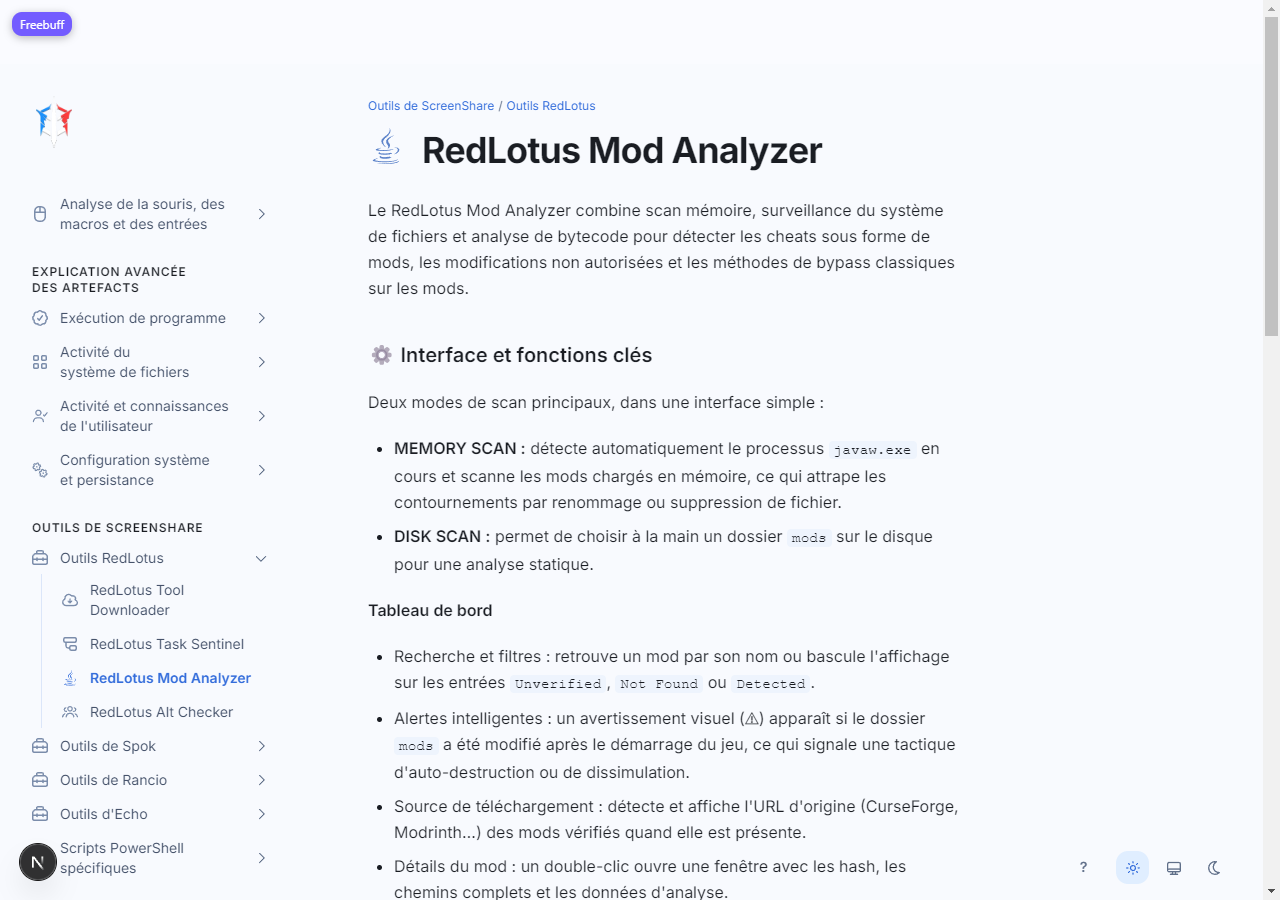 Freebuff
Analyse de la souris, des
macros et des entrées
EXPLICATION AVANCÉE
DES ARTEFACTS
Exécution de programme
Activité du
système de fichiers
Activité et connaissances
de l'utilisateur
Configuration système
et persistance
OUTILS DE SCREENSHARE
Outils RedLotus
RedLotus Tool
Downloader
RedLotus Task Sentinel
RedLotus Mod Analyzer
RedLotus Alt Checker
Outils de Spok
Outils de Rancio
Outils d'Echo
Scripts PowerShell
spécifiques
N
Outils de ScreenShare / Outils RedLotus
RedLotus Mod Analyzer
Le RedLotus Mod Analyzer combine scan mémoire, surveillance du système
de fichiers et analyse de bytecode pour détecter les cheats sous forme de
mods, les modifications non autorisées et les méthodes de bypass classiques
sur les mods.
Interface et fonctions clés
Deux modes de scan principaux, dans une interface simple :
• MEMORY SCAN : détecte automatiquement le processus javaw.exe en
cours et scanne les mods chargés en mémoire, ce qui attrape les
contournements par renommage ou suppression de fichier.
• DISK SCAN : permet de choisir à la main un dossier mods sur le disque
pour une analyse statique.
Tableau de bord
• Recherche et filtres : retrouve un mod par son nom ou bascule l'affichage
sur les entrées Unverified, Not Found ou Detected.
• Alertes intelligentes : un avertissement visuel (⚠) apparaît si le dossier
mods a été modifié après le démarrage du jeu, ce qui signale une tactique
d'auto-destruction ou de dissimulation.
• Source de téléchargement : détecte et affiche l'URL d'origine (CurseForge,
Modrinth...) des mods vérifiés quand elle est présente.
• Détails du mod : un double-clic ouvre une fenêtre avec les hash, les
chemins complets et les données d'analyse.
?